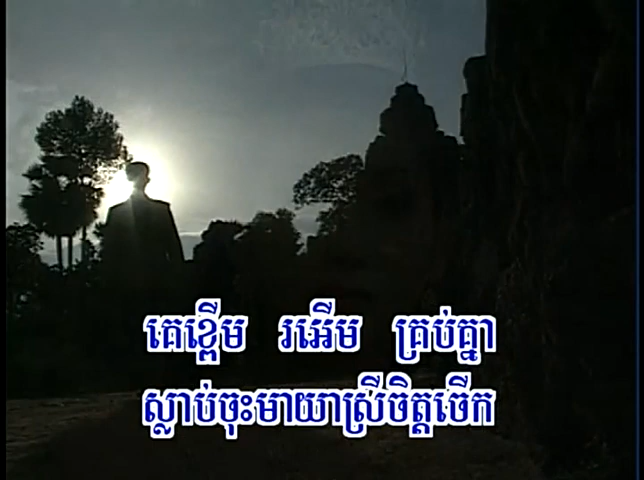 គេខ្ពើម រអើម គ្រប់គ្នា
ស្លាប់ចុះមាយាស្រីចិត្តចើក